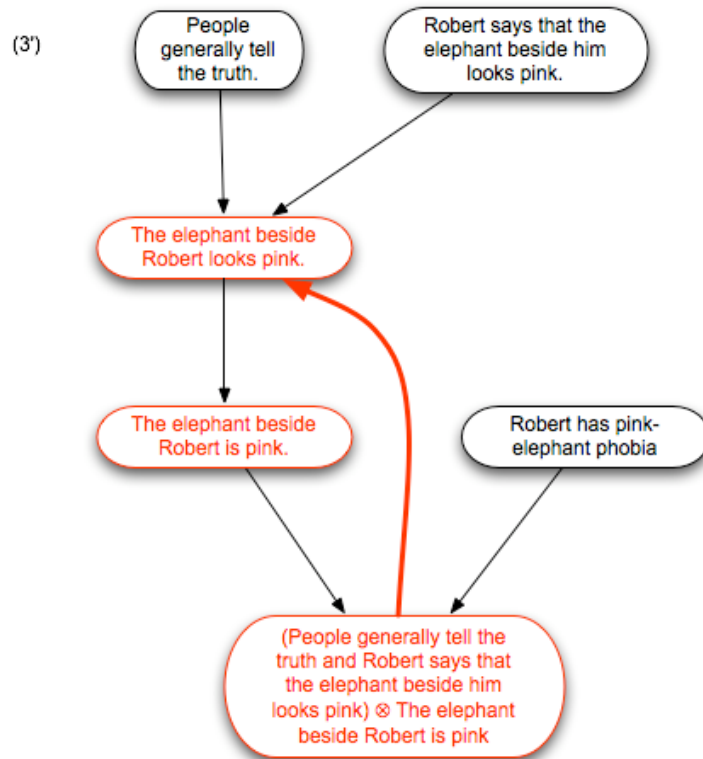 (3')
People
generally tell
the truth.
Robert says that the
elephant beside him
looks pink.
The elephant beside
Robert looks pink.
The elephant beside
Robert is pink.
Robert has pink-
elephant phobia
(People generally tell the
truth and Robert says that
the elephant beside him
looks pink) ⊗ The elephant
beside Robert is pink